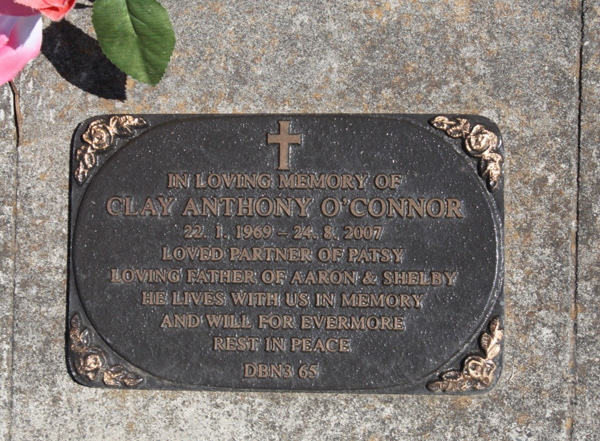 IN LOVING MEMORY OF
CLAY ANTHONY O'CONNOR
22. 1. 1969 - 24. 8. 2007
LOVED PARTNER OF PATSY
LOVING FATHER OF AARON & SHELBY
HE LIVES WITH US IN MEMORY
AND WILL FOR EVERMORE
REST IN PEACE
DBN3 65